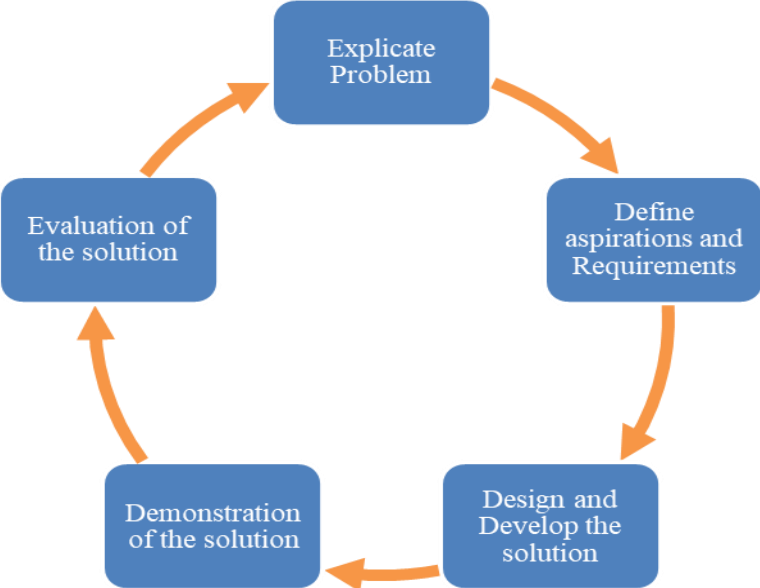 Explicate
Problem
Define
aspirations and
Requirements
Design and
Develop the
solution
Demonstration
of the solution
Evaluation of
the solution